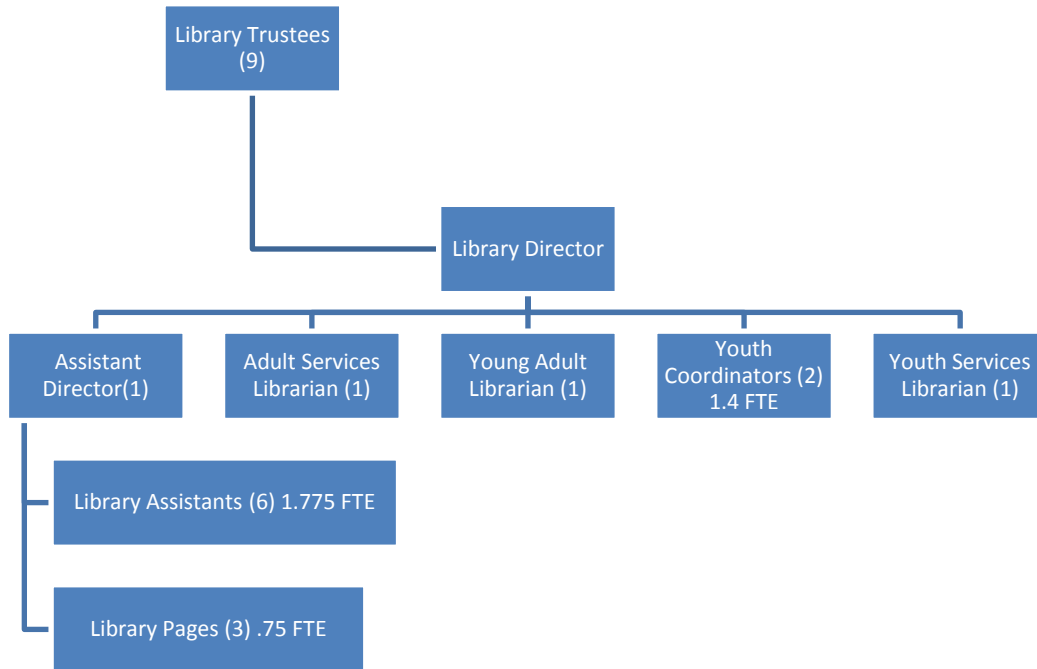 Library Trustees
(9)
Library Director
Assistant
Director(1)
Adult Services
Librarian (1)
Young Adult
Librarian (1)
Youth
Coordinators (2)
1.4 FTE
Youth Services
Librarian (1)
Library Assistants (6) 1.775 FTE
Library Pages (3) .75 FTE